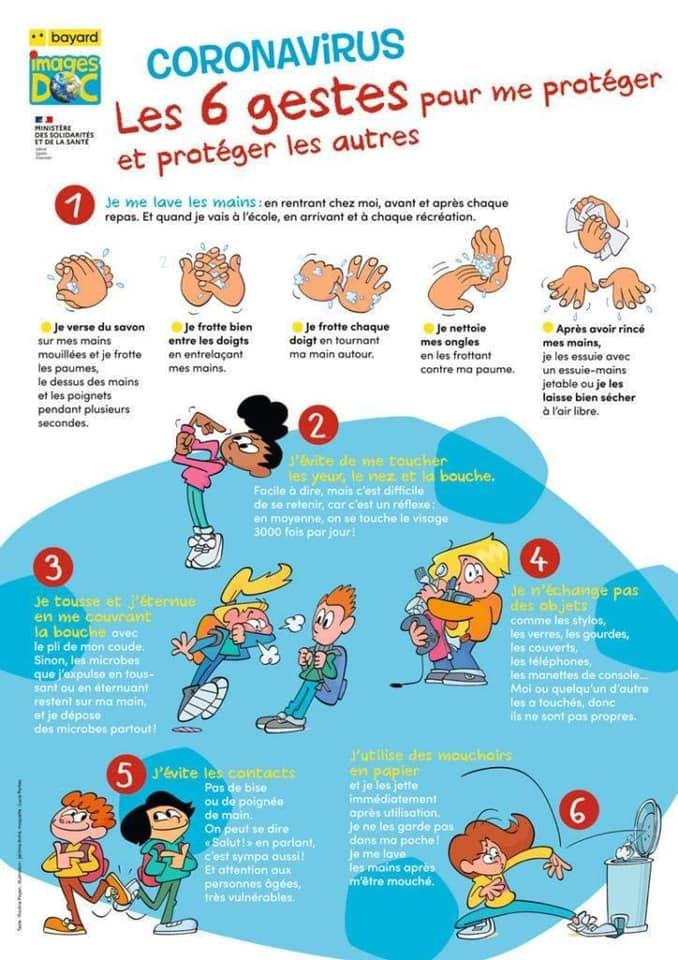 bayard
images
DOC
MINISTÈRE
DES SOLIDARITÉS
ET DE LA SANTÉ
CORONAVIRUS
Les 6 gestes pour me protéger
et protéger les autres
1
Je me lave les mains : en rentrant chez moi, avant et après chaque
repas. Et quand je vais à l'école, en arrivant et à chaque récréation.
Je verse du savon
sur mes mains
mouillées et je frotte
les paumes,
le dessus des mains
et les poignets
pendant plusieurs
secondes.
Je frotte bien
entre les doigts
en entrelaçant
mes mains.
Je frotte chaque
doigt en tournant
ma main autour.
Je nettoie
mes ongles
en les frottant
contre ma paume.
Après avoir rincé
mes mains,
je les essuie avec
un essuie-mains
jetable ou je les
laisse bien sécher
à l'air libre.
2
J'évite de me toucher
les yeux, le nez et la bouche.
Facile à dire, mais c'est difficile
de se retenir, car c'est un réflexe :
en moyenne, on se touche le visage
3000 fois par jour !
3
Je tousse et j'éternue
en me couvrant
la bouche avec
le pli de mon coude.
Sinon, les microbes
que j'expulse en tous-
sant ou en éternuant
restent sur ma main,
et je dépose
des microbes partout !
4
Je n'échange pas
des objets
comme les stylos,
les verres, les gourdes,
les couverts,
les téléphones,
les manettes de console...
Moi ou quelqu'un d'autre
les a touchés, donc
ils ne sont pas propres.
5
J'évite les contacts
Pas de bise
ou de poignée
de main.
On peut se dire
« Salut ! » en parlant,
c'est sympa aussi !
Et attention aux
personnes âgées,
très vulnérables.
J'utilise des mouchoirs
en papier
et je les jette
immédiatement
après utilisation.
Je ne les garde pas
dans ma poche !
Je me lave
les mains après
m'être mouché.
6